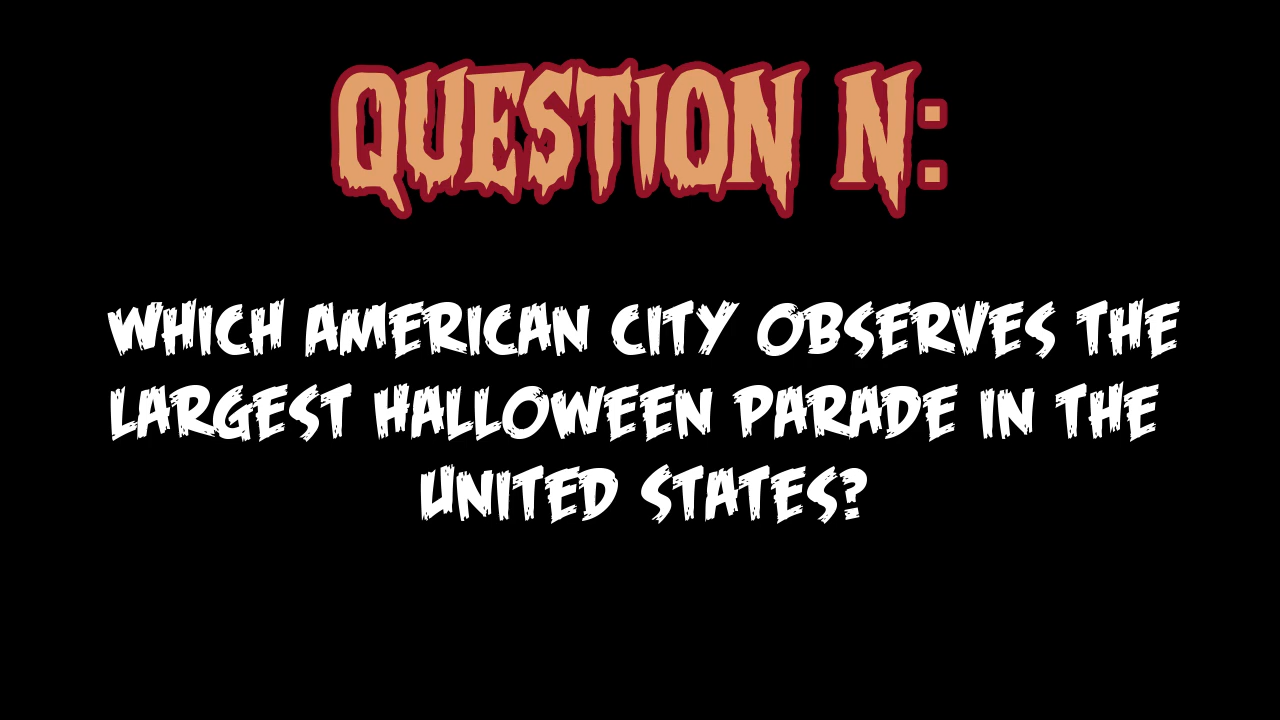 QUESTION N:
WHICH AMERICAN CITY OBSERVES THE
LARGEST HALLOWEEN PARADE IN THE
UNITED STATES?